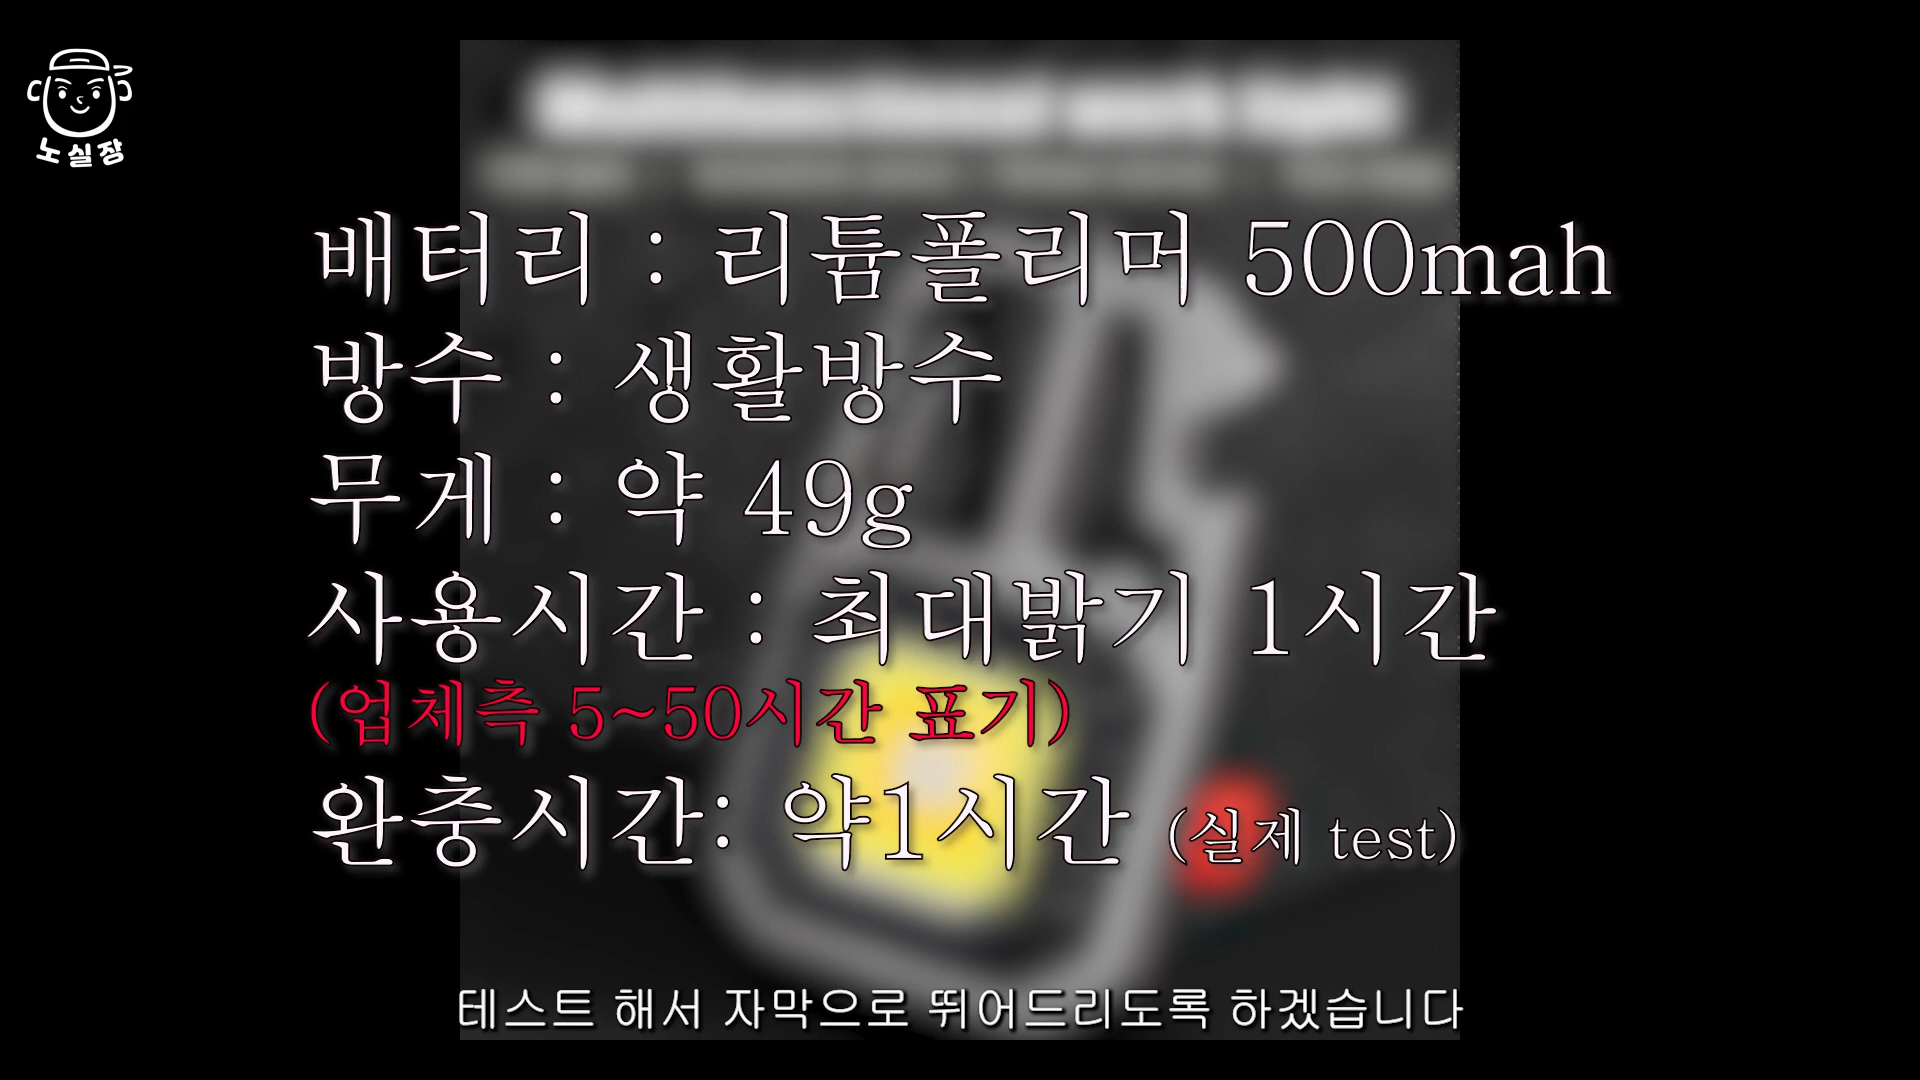 노실장
배터리 : 리튬폴리머 500mah
방수 : 생활방수
무게 : 약 49g
사용시간 : 최대밝기 1시간
(업체측 5~50시간 표기)
완충시간: 약1시간 (실제 test)
테스트 해서 자막으로 뛰어드리도록 하겠습니다